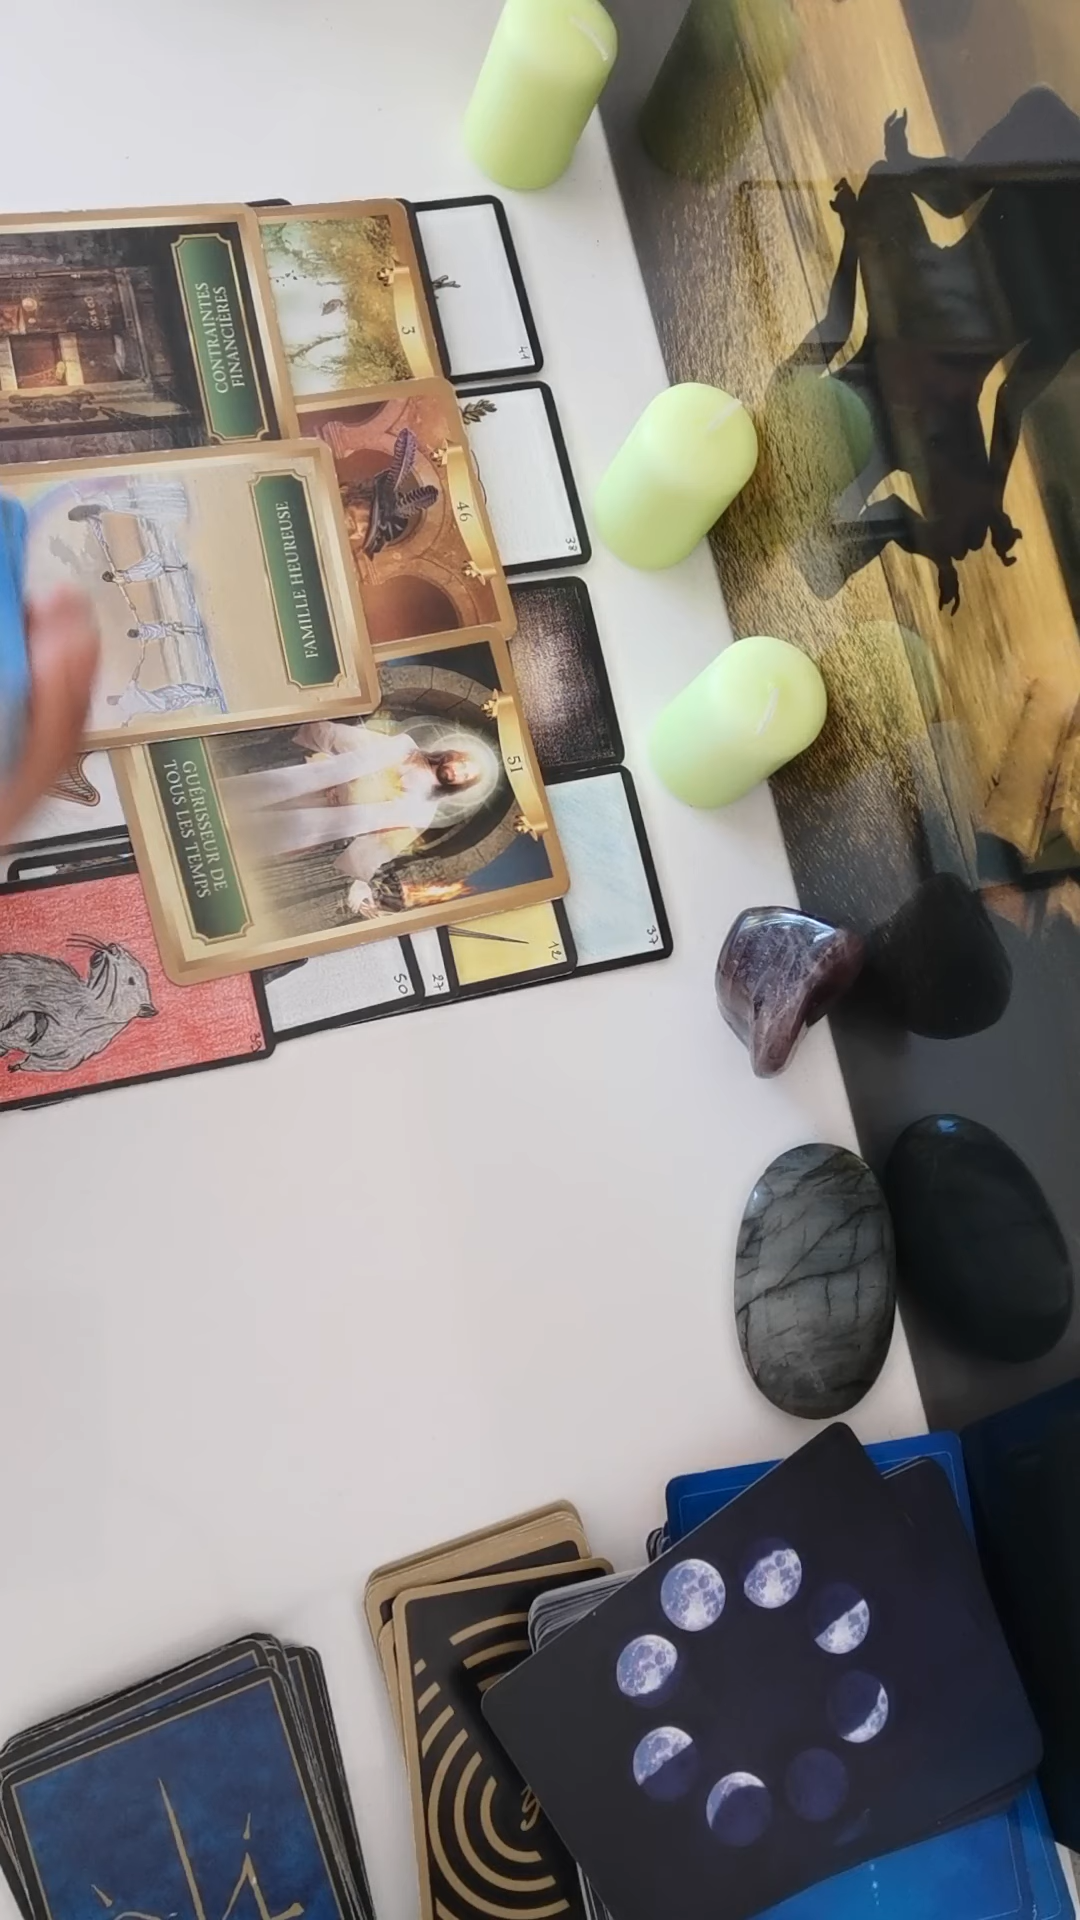 CONTRAINTES
FINANCIÈRES
3
41
46
38
FAMILLE HEUREUSE
51
GUÉRISSEUR DE
TOUS LES TEMPS
37
12
27
50